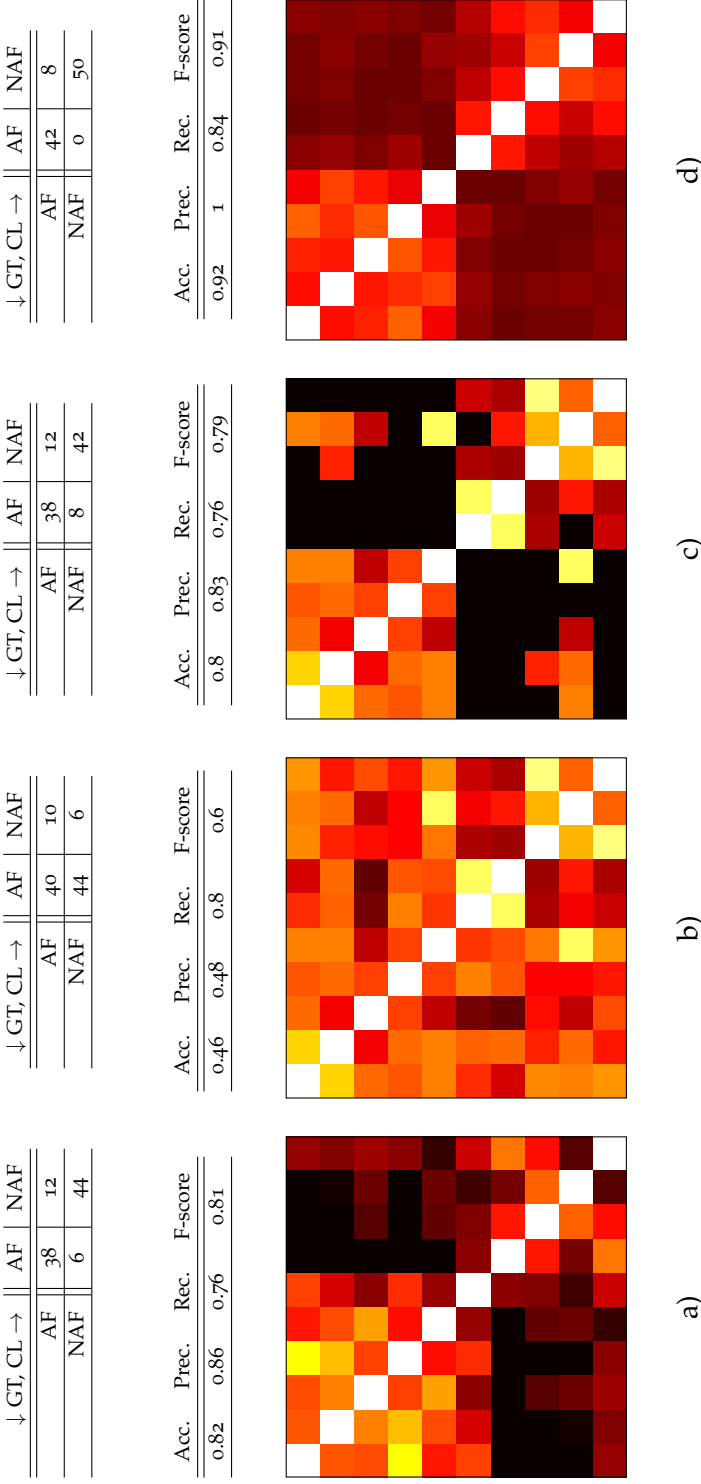 ↓ GT, CL → AF NAF
AF 38 12
NAF 6 44
Acc. Prec. Rec. F-score
0.82 0.86 0.76 0.81
a)
↓ GT, CL → AF NAF
AF 40 10
NAF 44 6
Acc. Prec. Rec. F-score
0.46 0.48 0.8 0.6
b)
↓ GT, CL → AF NAF
AF 38 12
NAF 8 42
Acc. Prec. Rec. F-score
0.8 0.83 0.76 0.79
c)
↓ GT, CL → AF NAF
AF 42 8
NAF 0 50
Acc. Prec. Rec. F-score
0.92 1 0.84 0.91
d)